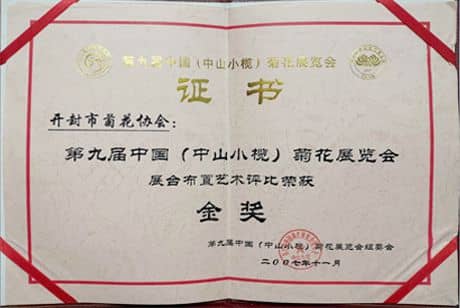 第九届中国（中山小榄）菊花展览会
证书
开封市菊花协会：
第九届中国（中山小榄）菊花展览会
展台布置艺术评比荣获
金奖
第九届中国（中山小榄）菊花展览会组委会
二00七年十一月